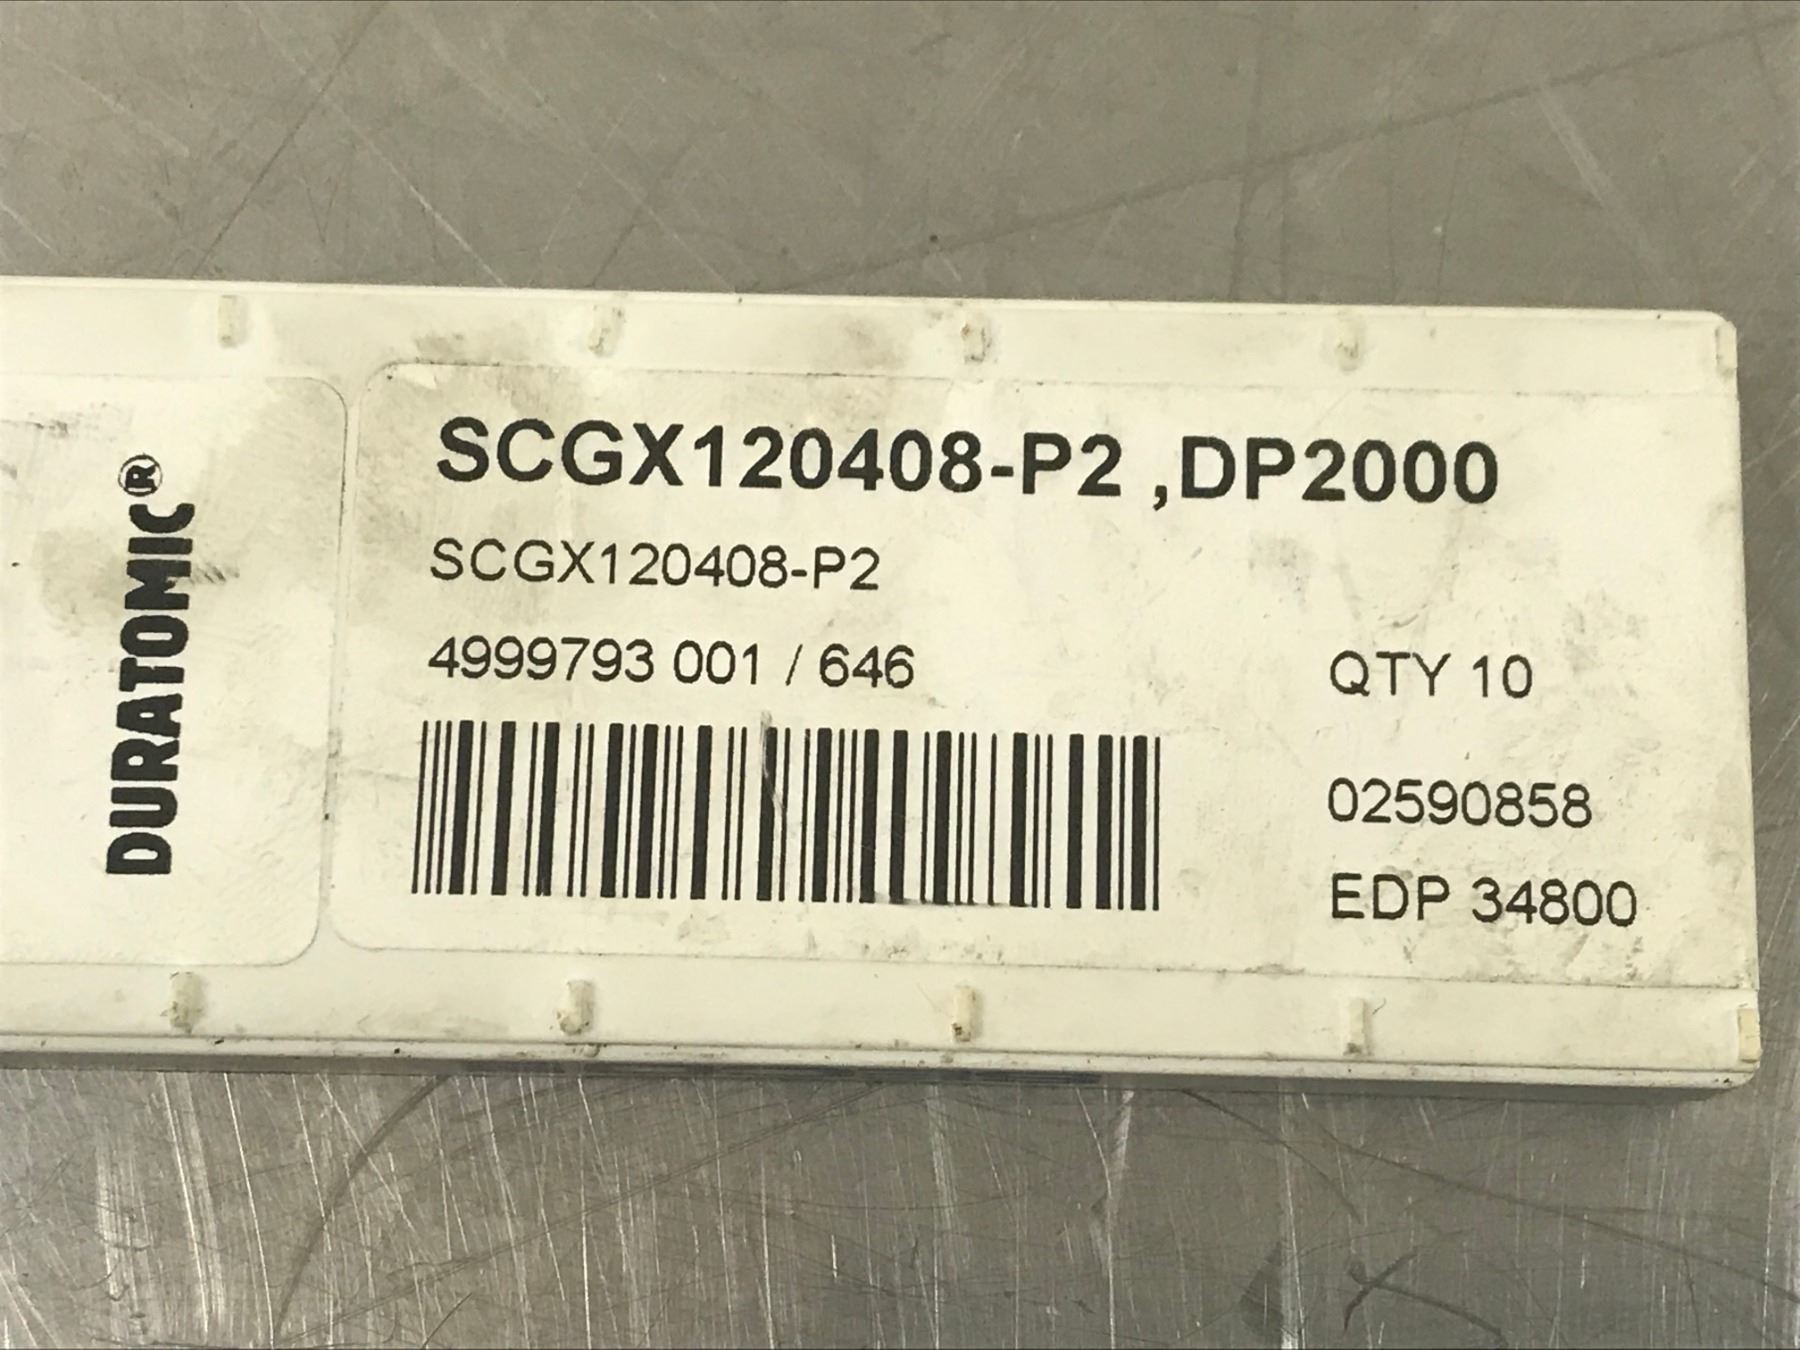 DURATOMIC®
SCGX120408-P2 ,DP2000
SCGX120408-P2
4999793 001 / 646
QTY 10
02590858
EDP 34800